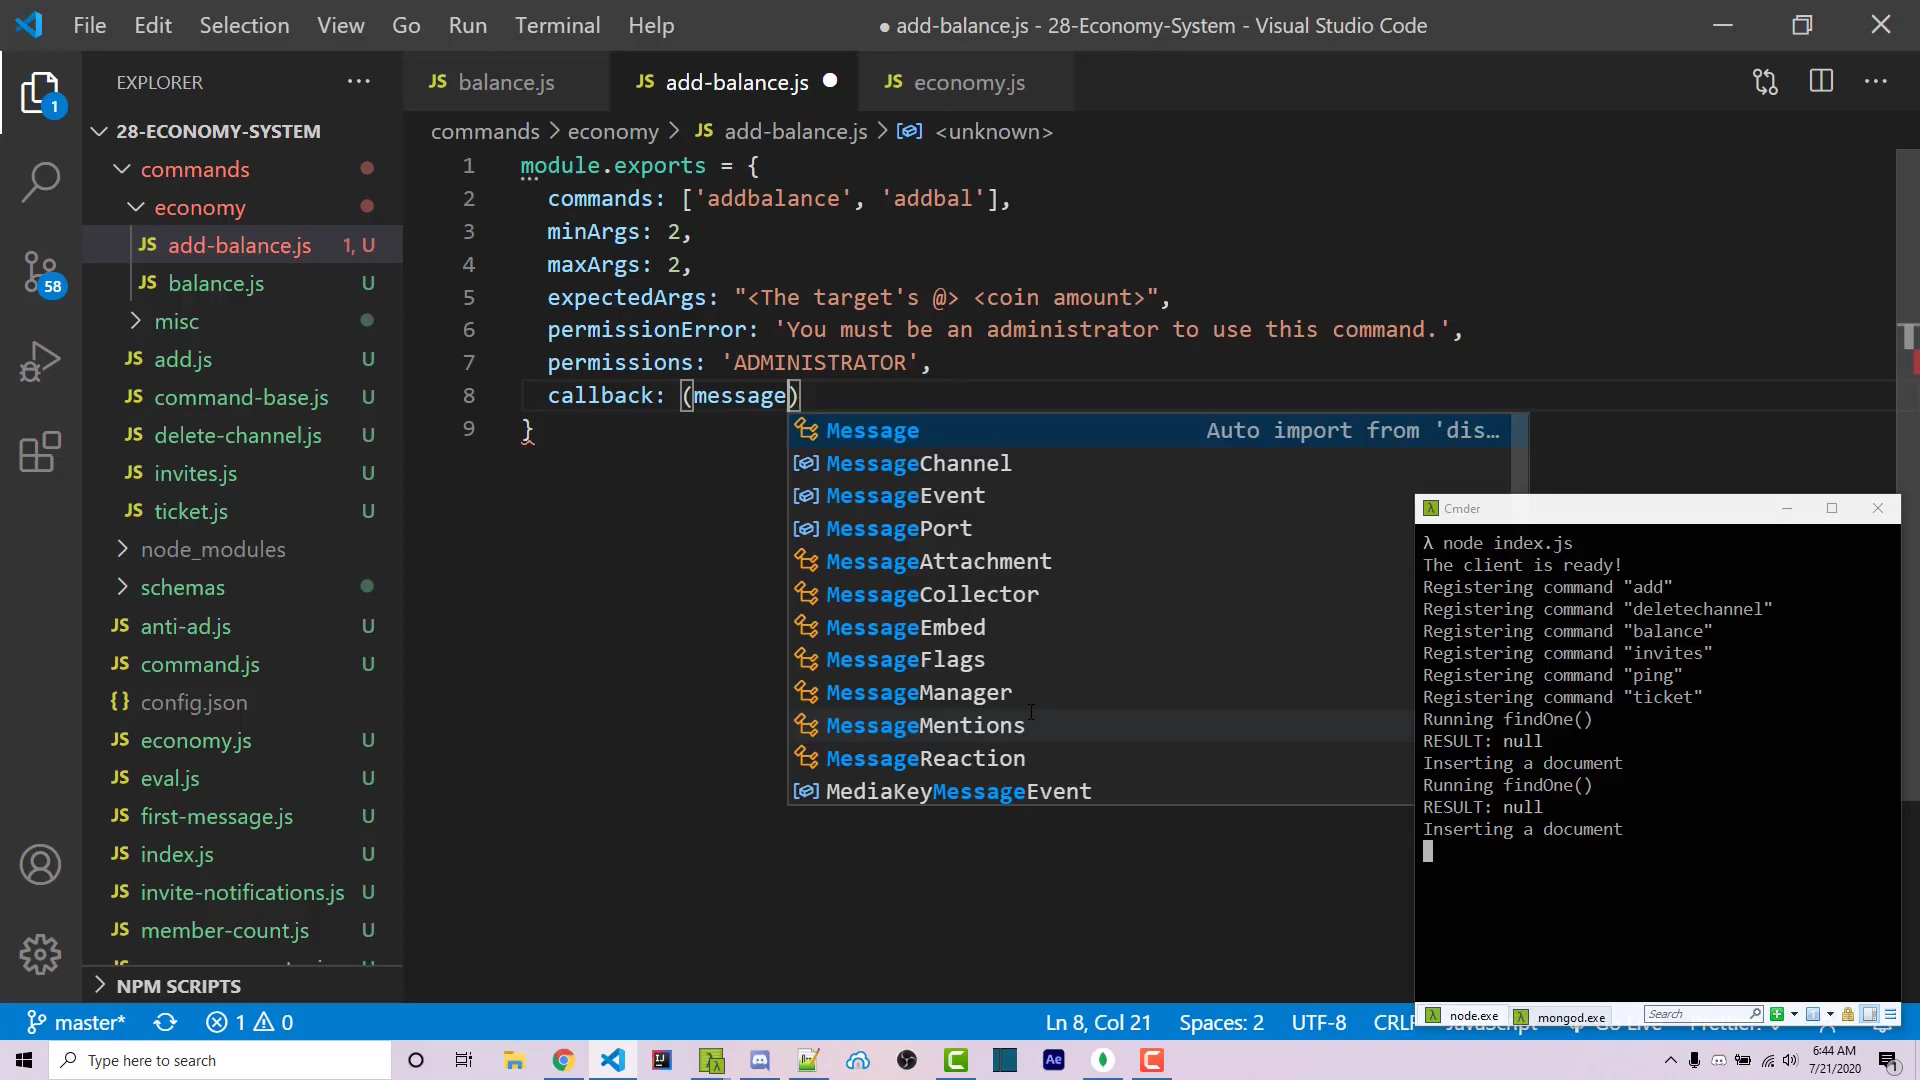 File Edit Selection View Go Run Terminal Help
● add-balance.js - 28-Economy-System - Visual Studio Code
EXPLORER
JS balance.js
JS add-balance.js
JS economy.js
28-ECONOMY-SYSTEM
commands > economy > JS add-balance.js > <unknown>
commands
economy
JS add-balance.js 1, U
JS balance.js U
misc
JS add.js U
JS command-base.js U
JS delete-channel.js U
JS invites.js U
JS ticket.js U
node_modules
schemas
JS anti-ad.js U
JS command.js U
{} config.json
JS economy.js U
JS eval.js U
JS first-message.js U
JS index.js U
JS invite-notifications.js U
JS member-count.js U
NPM SCRIPTS
1
58
1 module.exports = {
2 commands: ['addbalance', 'addbal'],
3 minArgs: 2,
4 maxArgs: 2,
5 expectedArgs: "<The target's @> <coin amount>",
6 permissionError: 'You must be an administrator to use this command.',
7 permissions: 'ADMINISTRATOR',
8 callback: (message)
9 }
Message Auto import from 'dis…
MessageChannel
MessageEvent
MessagePort
MessageAttachment
MessageCollector
MessageEmbed
MessageFlags
MessageManager
MessageMentions
MessageReaction
MediaKeyMessageEvent
Cmder
λ node index.js
The client is ready!
Registering command "add"
Registering command "deletechannel"
Registering command "balance"
Registering command "invites"
Registering command "ping"
Registering command "ticket"
Running findOne()
RESULT: null
Inserting a document
Running findOne()
RESULT: null
Inserting a document
node.exe
mongod.exe
Search
master* 1 0
Ln 8, Col 21 Spaces: 2 UTF-8 CRLF
Type here to search
6:44 AM
7/21/2020